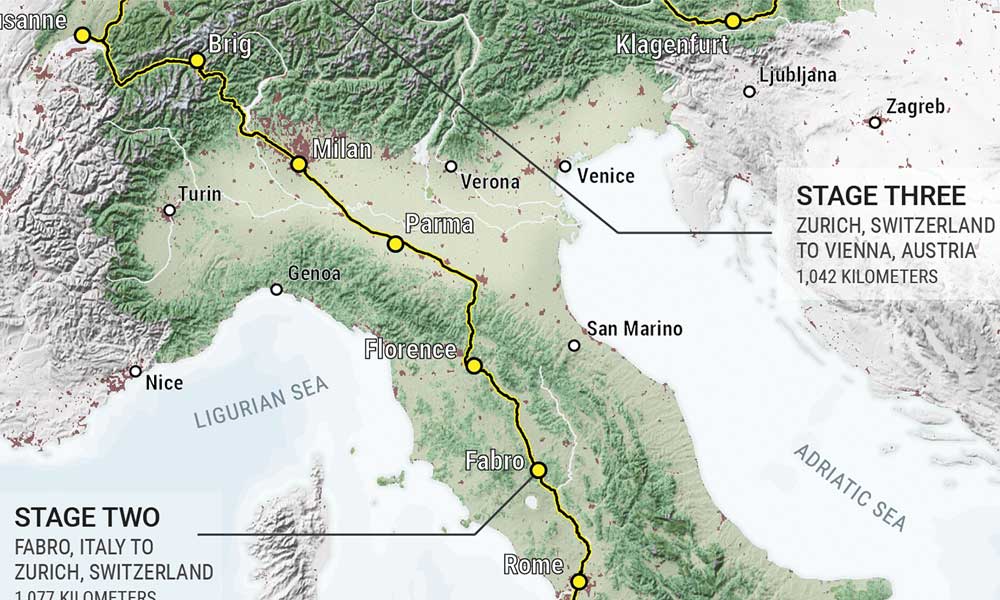 usanne
Brig
Klagenfurt
Ljubljana
Zagreb
Milan
Verona
Venice
Turin
STAGE THREE
ZURICH, SWITZERLAND
TO VIENNA, AUSTRIA
1,042 KILOMETERS
Parma
Genoa
San Marino
Florence
Nice
LIGURIAN SEA
Fabro
ADRIATIC SEA
STAGE TWO
FABRO, ITALY TO
ZURICH, SWITZERLAND
1,077 KILOMETERS
Rome